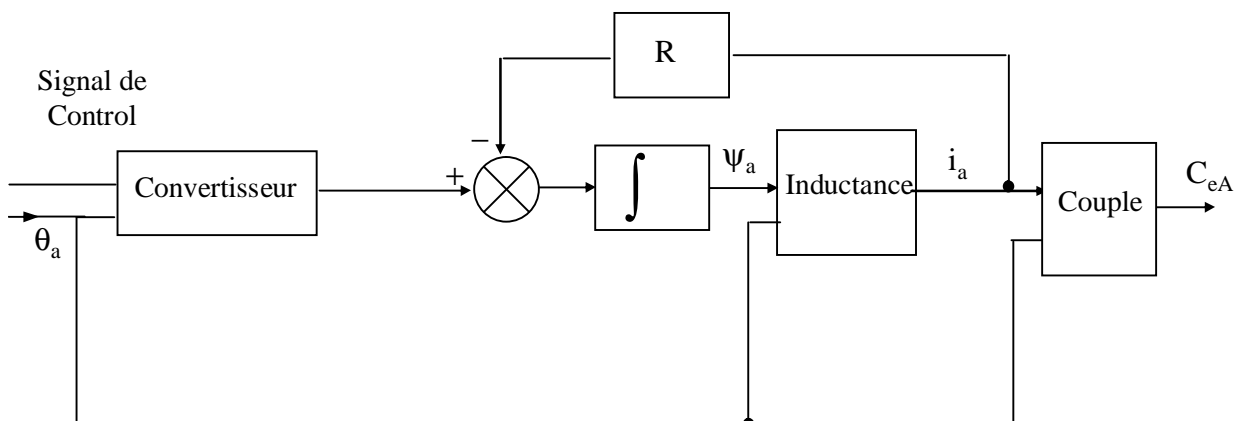 R
Signal de
Control
−
+
Convertisseur
∫
ψa
Inductance
ia
Couple
CeA
θa